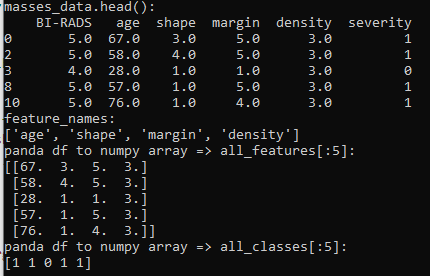 masses_data.head():
BI-RADS age shape margin density severity
0 5.0 67.0 3.0 5.0 3.0 1
2 5.0 58.0 4.0 5.0 3.0 1
3 4.0 28.0 1.0 1.0 3.0 0
8 5.0 57.0 1.0 5.0 3.0 1
10 5.0 76.0 1.0 4.0 3.0 1
feature_names:
['age', 'shape', 'margin', 'density']
panda df to numpy array => all_features[:5]:
[[67. 3. 5. 3.]
[58. 4. 5. 3.]
[28. 1. 1. 3.]
[57. 1. 5. 3.]
[76. 1. 4. 3.]]
panda df to numpy array => all_classes[:5]:
[1 1 0 1 1]